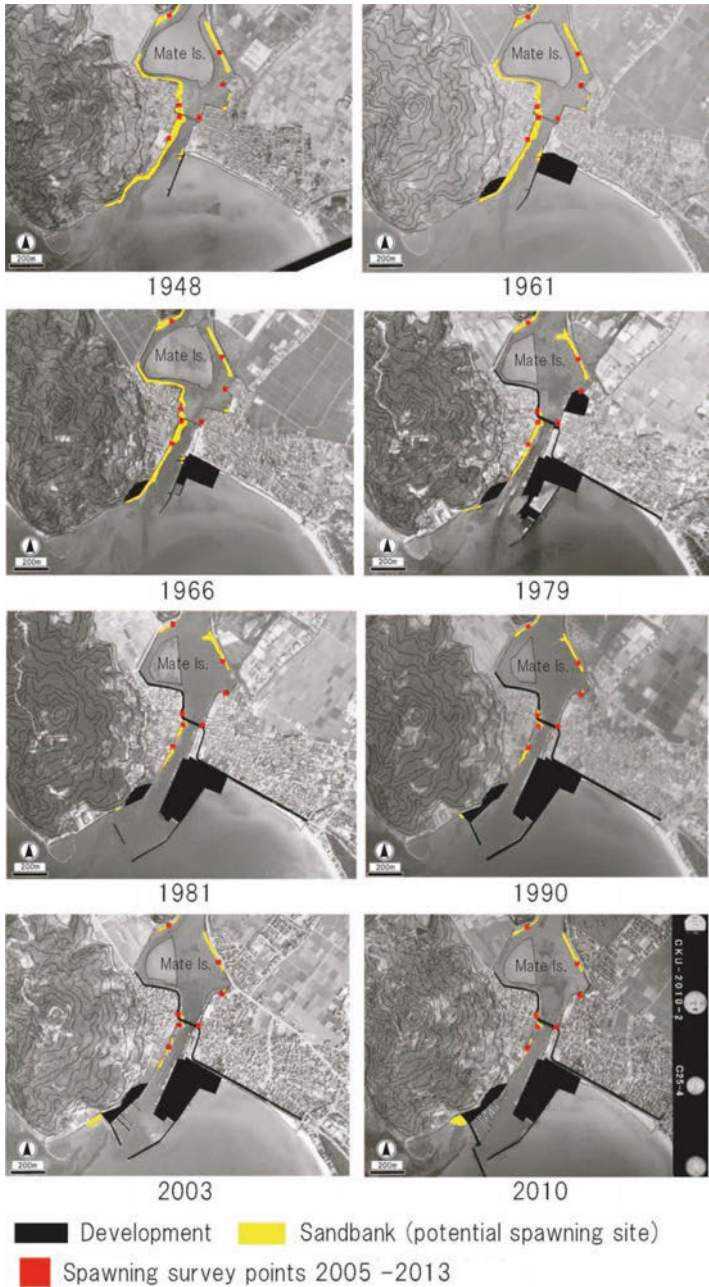 Mate Is.
200m
1948
Mate Is.
200m
1961
Mate Is.
200m
1966
Mate Is.
200m
1979
Mate Is.
200m
1981
Mate Is.
200m
1990
Mate Is.
200m
2003
Mate Is.
200m
CKU-2010-2
C25-4
2010
Development
Sandbank (potential spawning site)
Spawning survey points 2005 -2013